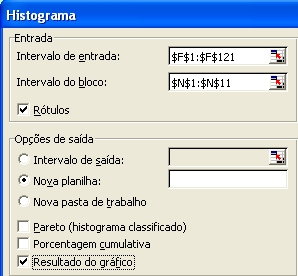 Histograma
Entrada
Intervalo de entrada: $F$1:$F$121
Intervalo do bloco: $N$1:$N$11
Rótulos
Opções de saída
Intervalo de saída:
Nova planilha:
Nova pasta de trabalho
Pareto (histograma classificado)
Porcentagem cumulativa
Resultado do gráfico